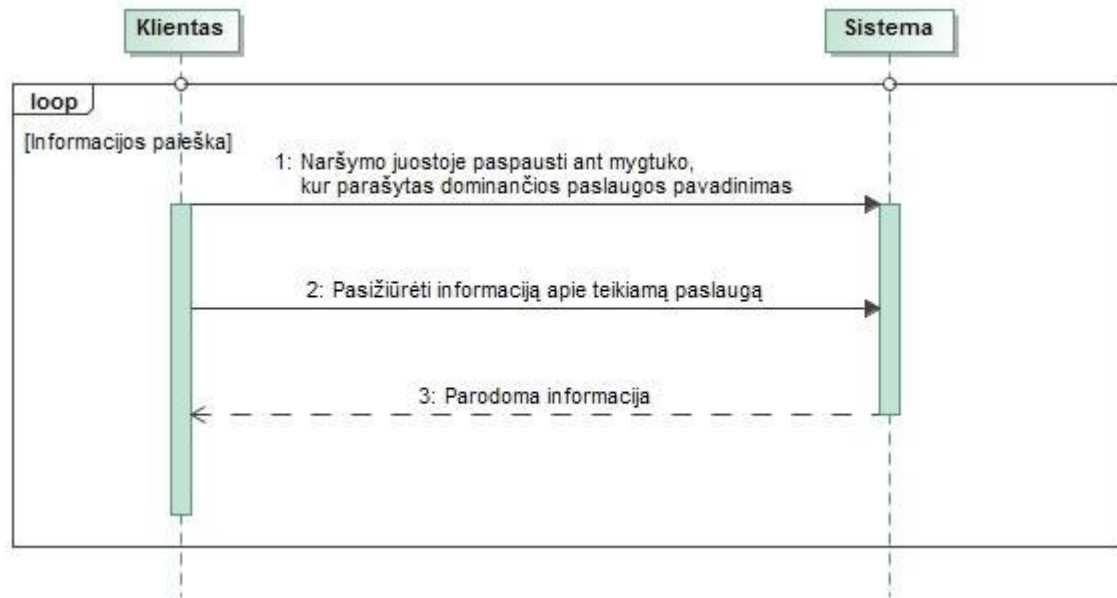 Klientas
Sistema
loop
[Informacijos paieška]
1: Naršymo juostoje paspausti ant mygtuko,
kur parašytas dominančios paslaugos pavadinimas
2: Pasižiūrėti informaciją apie teikiamą paslaugą
3: Parodoma informacija